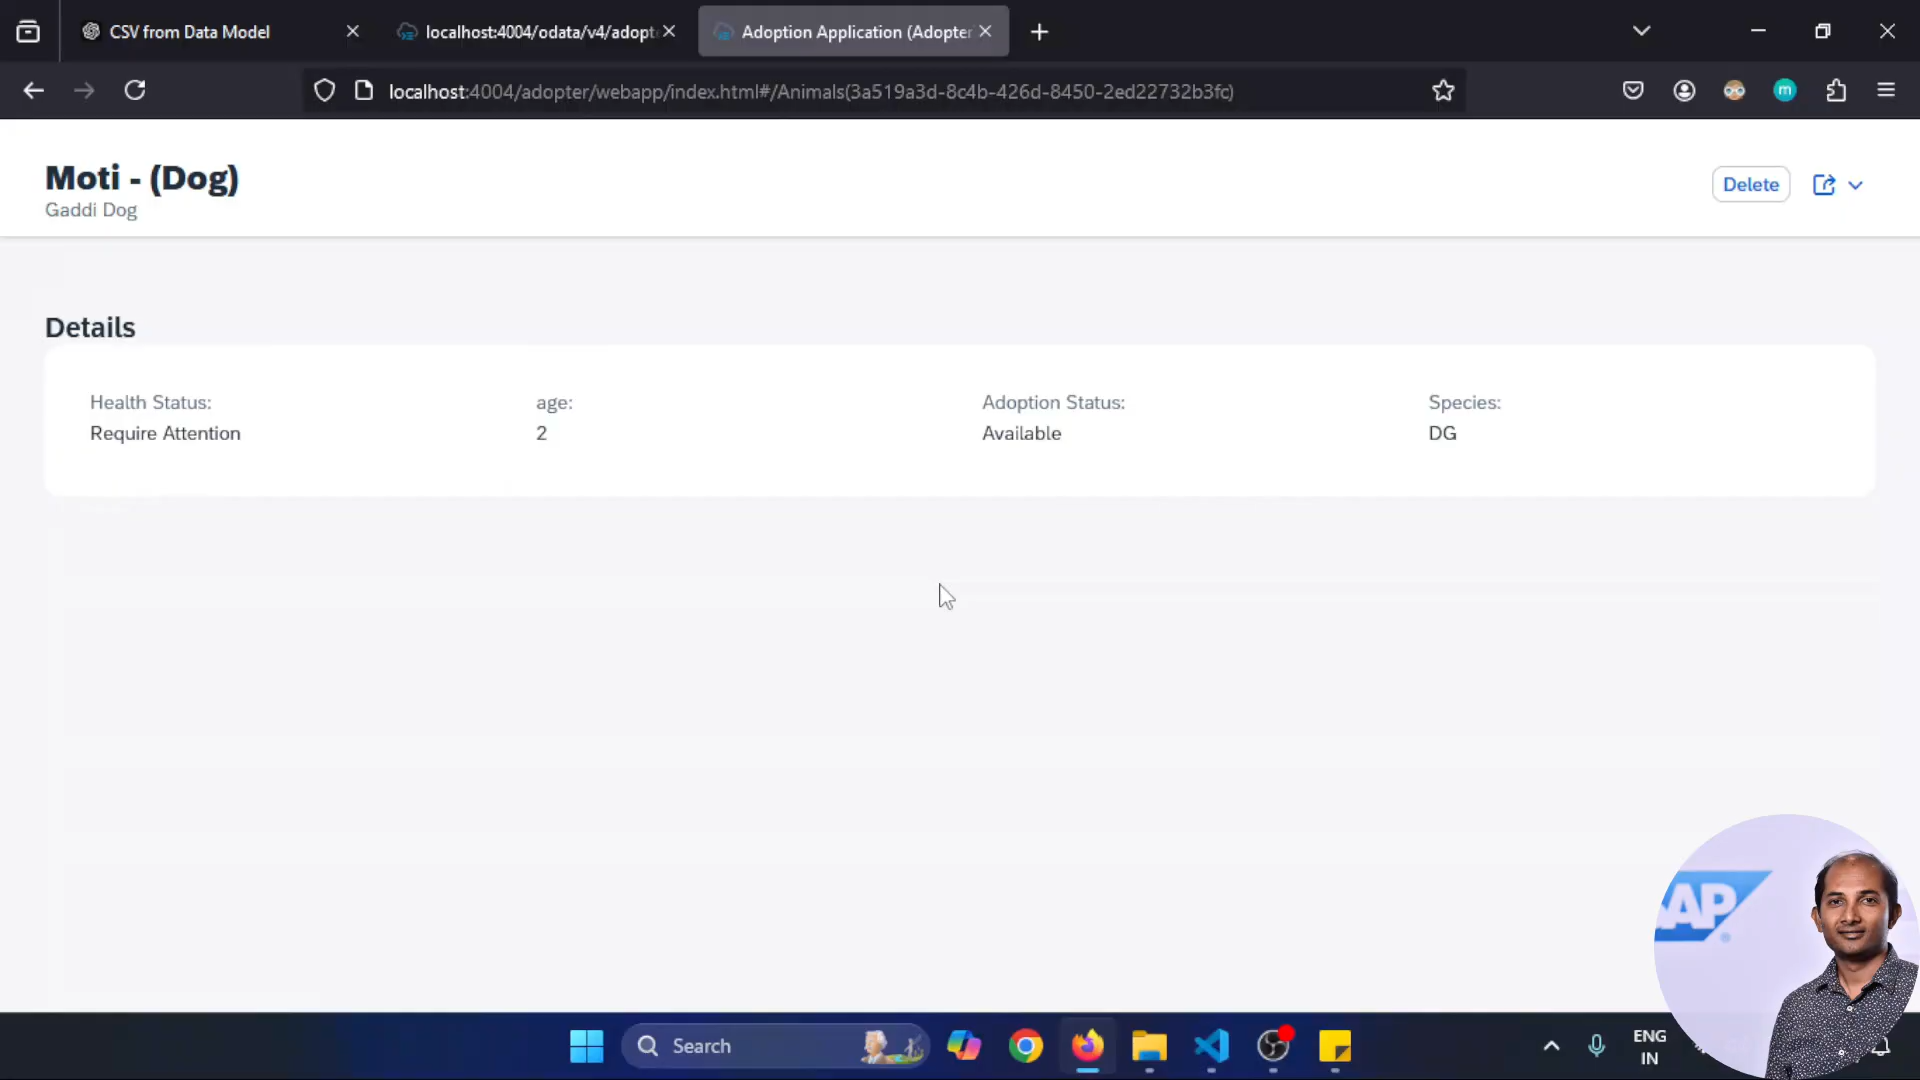 CSV from Data Model
localhost:4004/odata/v4/adopt
Adoption Application (Adopter
localhost:4004/adopter/webapp/index.html#/Animals(3a519a3d-8c4b-426d-8450-2ed22732b3fc)
m
Moti - (Dog)
Gaddi Dog
Delete
Details
Health Status:
Require Attention
age:
2
Adoption Status:
Available
Species:
DG
AP
Search
ENG
IN